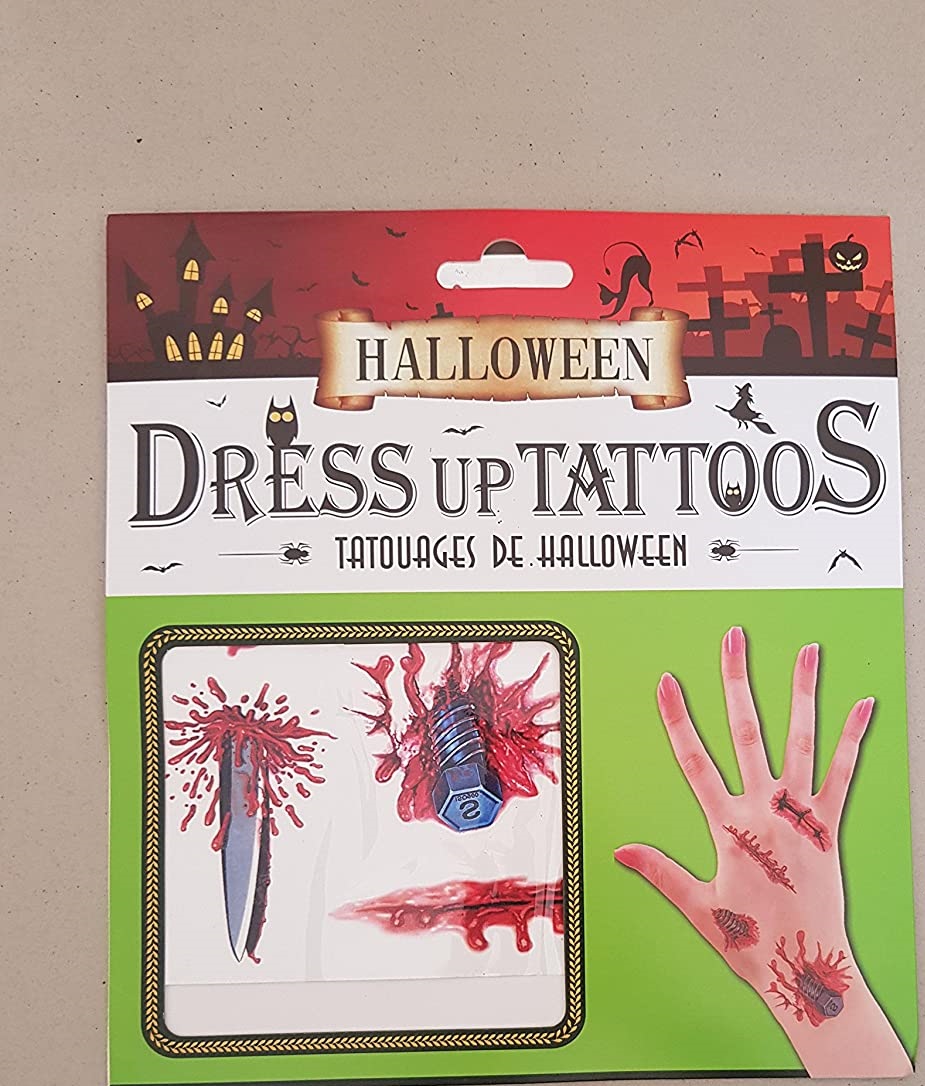 HALLOWEEN
DRESS UP TATTOOS
TATOUAGES DE HALLOWEEN